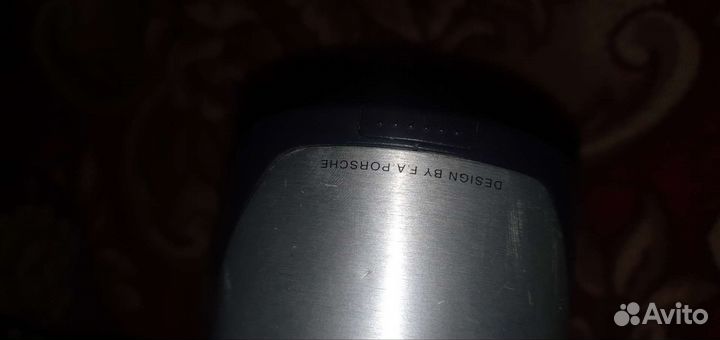 DESIGN BY F.A.PORSCHE
Avito